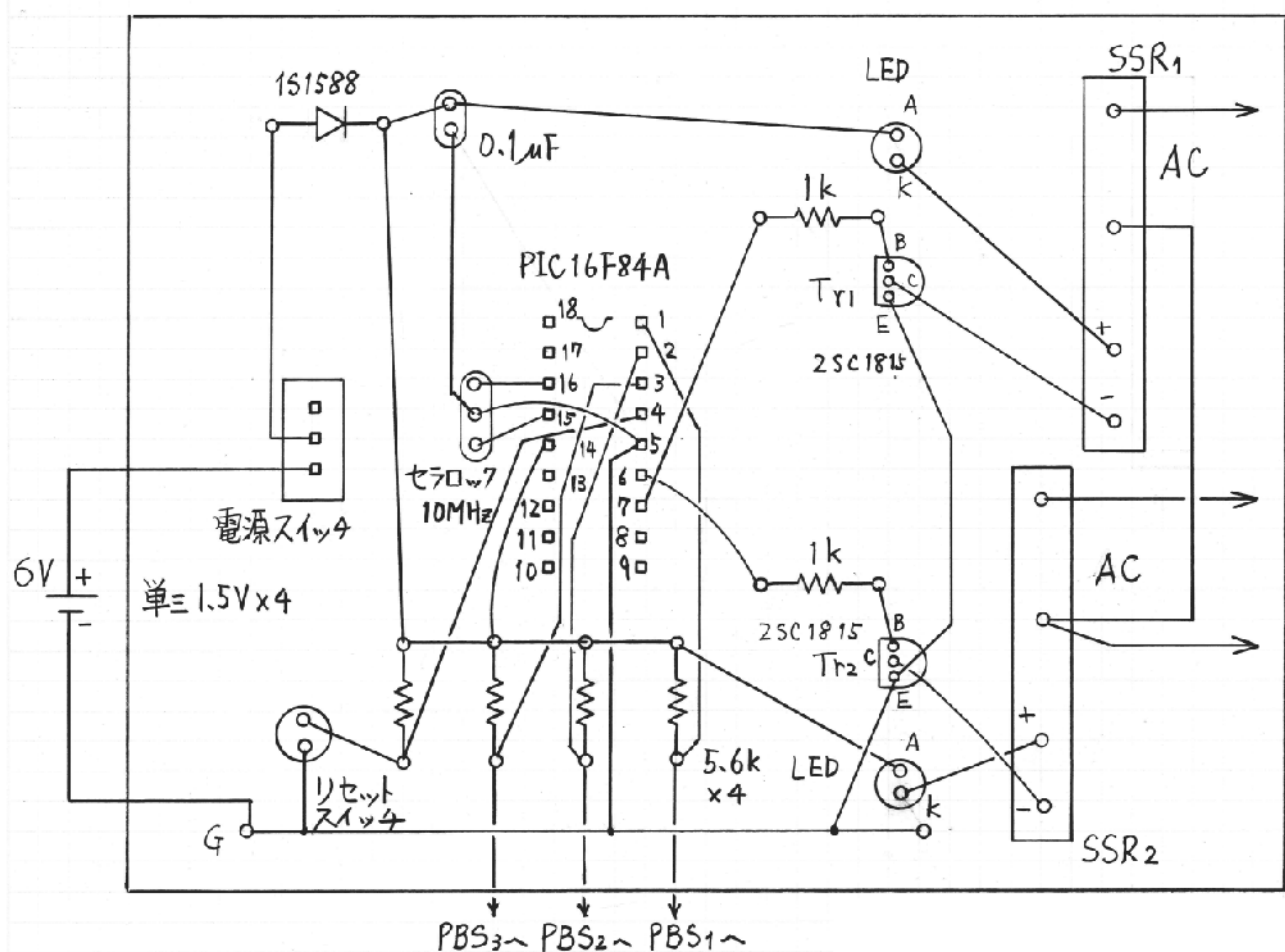 SSR1
LED
1S1588
A
0.1μF
AC
K
1k
PIC16F84A
B
C
Tr1
E
18
1
17
2
2SC1815
+
16
3
15
4
-
14
5
セラロック
13
6
10MHz
12
7
電源スイッチ
11
8
1k
10
9
AC
6V
+
単三1.5V×4
-
2SC1815
B
Tr2
C
E
+
A
5.6k
×4
LED
リセット
スイッチ
K
-
G
SSR2
PBS3へ PBS2へ PBS1へ